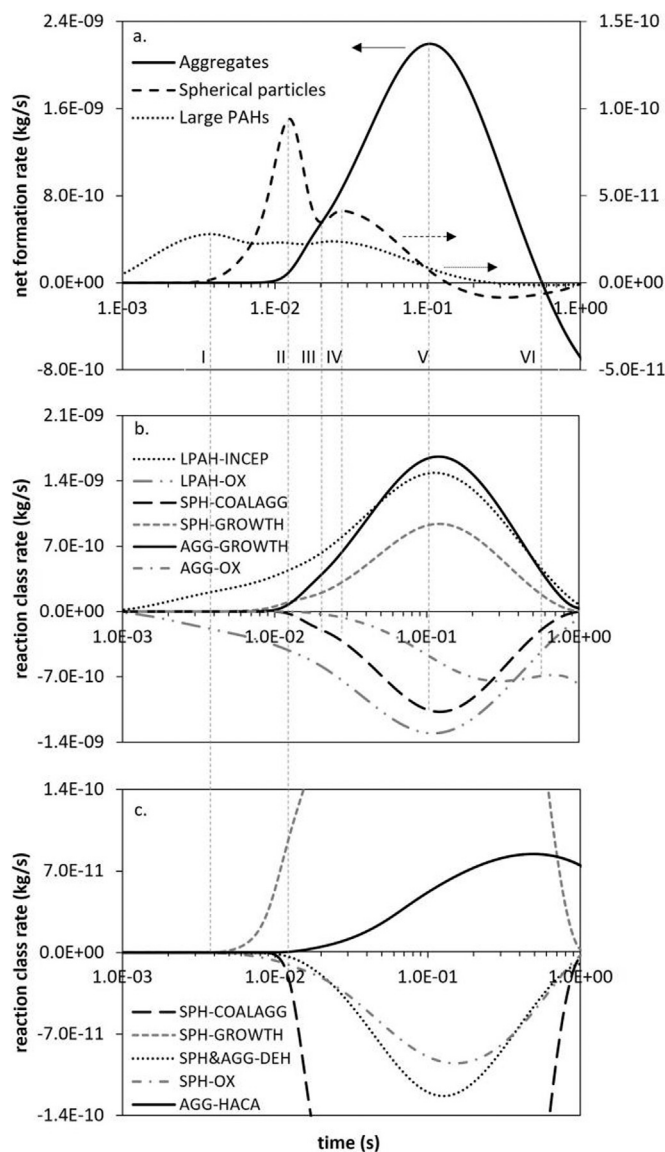 2.4E-09
1.5E-10
a.
Aggregates
Spherical particles
1.6E-09
1.0E-10
Large PAHs
net formation rate (kg/s)
8.0E-10
5.0E-11
0.0E+00
0.0E+00
1.E-03
1.E-02
1.E-01
1.E+00
I
II
III
IV
V
VI
-8.0E-10
-5.0E-11
2.1E-09
b.
LPAH-INCEP
1.4E-09
LPAH-OX
SPH-COALAGG
SPH-GROWTH
7.0E-10
AGG-GROWTH
AGG-OX
reaction class rate (kg/s)
0.0E+00
1.0E-03
1.0E-02
1.0E-01
1.0E+00
-7.0E-10
-1.4E-09
1.4E-10
c.
7.0E-11
reaction class rate (kg/s)
0.0E+00
1.0E-03
1.0E-02
1.0E-01
1.0E+00
SPH-COALAGG
-7.0E-11
SPH-GROWTH
SPH&AGG-DEH
SPH-OX
-1.4E-10
AGG-HACA
time (s)